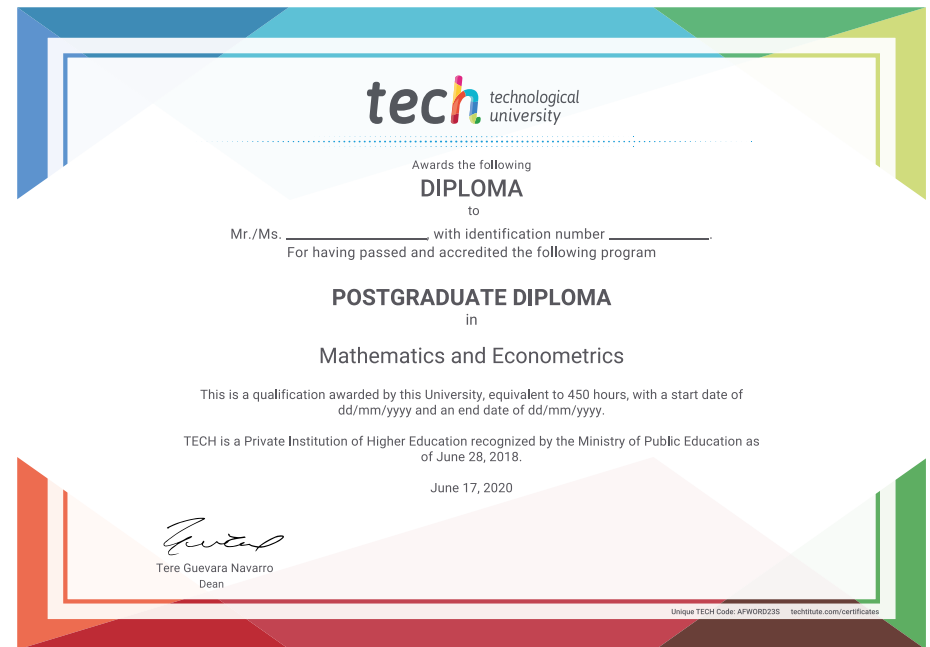 tech technological
university
Awards the following
DIPLOMA
to
Mr./Ms. ____________________, with identification number ______________.
For having passed and accredited the following program
POSTGRADUATE DIPLOMA
in
Mathematics and Econometrics
This is a qualification awarded by this University, equivalent to 450 hours, with a start date of
dd/mm/yyyy and an end date of dd/mm/yyyy.
TECH is a Private Institution of Higher Education recognized by the Ministry of Public Education as
of June 28, 2018.
June 17, 2020
Tere Guevara Navarro
Dean
Unique TECH Code: AFWORD23S techtitute.com/certificates